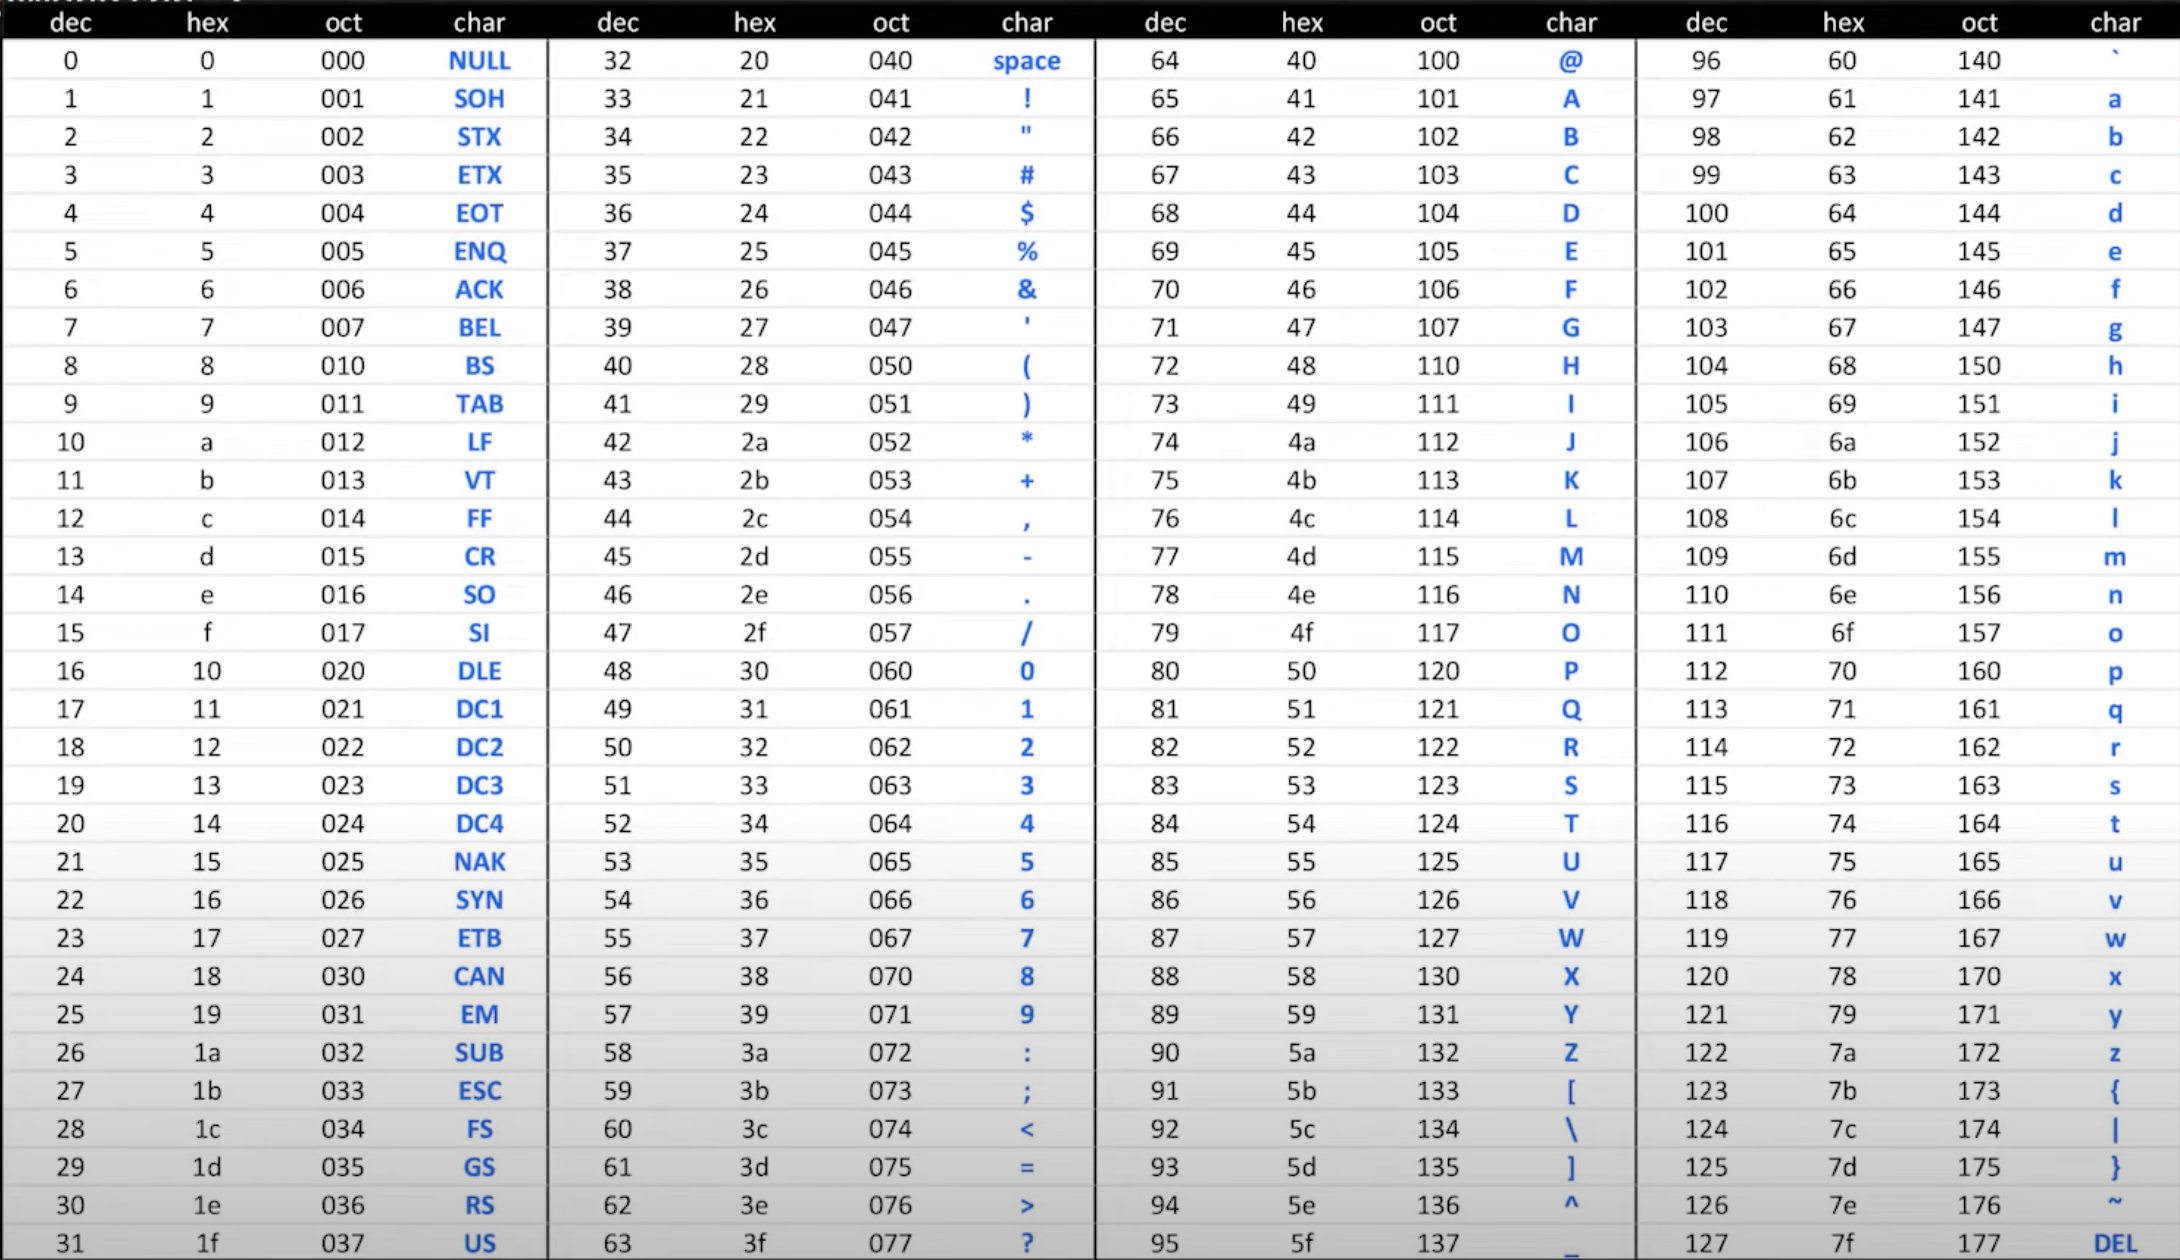 dec hex oct char dec hex oct char dec hex oct char dec hex oct char
0 0 000 NULL 32 20 040 space 64 40 100 @ 96 60 140 `
1 1 001 SOH 33 21 041 ! 65 41 101 A 97 61 141 a
2 2 002 STX 34 22 042 " 66 42 102 B 98 62 142 b
3 3 003 ETX 35 23 043 # 67 43 103 C 99 63 143 c
4 4 004 EOT 36 24 044 $ 68 44 104 D 100 64 144 d
5 5 005 ENQ 37 25 045 % 69 45 105 E 101 65 145 e
6 6 006 ACK 38 26 046 & 70 46 106 F 102 66 146 f
7 7 007 BEL 39 27 047 ' 71 47 107 G 103 67 147 g
8 8 010 BS 40 28 050 ( 72 48 110 H 104 68 150 h
9 9 011 TAB 41 29 051 ) 73 49 111 I 105 69 151 i
10 a 012 LF 42 2a 052 * 74 4a 112 J 106 6a 152 j
11 b 013 VT 43 2b 053 + 75 4b 113 K 107 6b 153 k
12 c 014 FF 44 2c 054 , 76 4c 114 L 108 6c 154 l
13 d 015 CR 45 2d 055 - 77 4d 115 M 109 6d 155 m
14 e 016 SO 46 2e 056 . 78 4e 116 N 110 6e 156 n
15 f 017 SI 47 2f 057 / 79 4f 117 O 111 6f 157 o
16 10 020 DLE 48 30 060 0 80 50 120 P 112 70 160 p
17 11 021 DC1 49 31 061 1 81 51 121 Q 113 71 161 q
18 12 022 DC2 50 32 062 2 82 52 122 R 114 72 162 r
19 13 023 DC3 51 33 063 3 83 53 123 S 115 73 163 s
20 14 024 DC4 52 34 064 4 84 54 124 T 116 74 164 t
21 15 025 NAK 53 35 065 5 85 55 125 U 117 75 165 u
22 16 026 SYN 54 36 066 6 86 56 126 V 118 76 166 v
23 17 027 ETB 55 37 067 7 87 57 127 W 119 77 167 w
24 18 030 CAN 56 38 070 8 88 58 130 X 120 78 170 x
25 19 031 EM 57 39 071 9 89 59 131 Y 121 79 171 y
26 1a 032 SUB 58 3a 072 : 90 5a 132 Z 122 7a 172 z
27 1b 033 ESC 59 3b 073 ; 91 5b 133 [ 123 7b 173 {
28 1c 034 FS 60 3c 074 < 92 5c 134 \ 124 7c 174 |
29 1d 035 GS 61 3d 075 = 93 5d 135 ] 125 7d 175 }
30 1e 036 RS 62 3e 076 > 94 5e 136 ^ 126 7e 176 ~
31 1f 037 US 63 3f 077 ? 95 5f 137 _ 127 7f 177 DEL